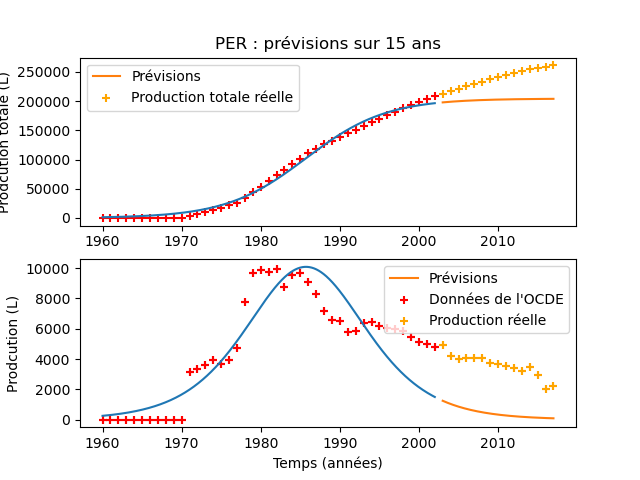 PER : prévisions sur 15 ans
Prodcution totale (L)
250000
200000
150000
100000
50000
0
Prévisions
Production totale réelle
1960 1970 1980 1990 2000 2010
Prodcution (L)
10000
8000
6000
4000
2000
0
Prévisions
Données de l'OCDE
Production réelle
1960 1970 1980 1990 2000 2010
Temps (années)